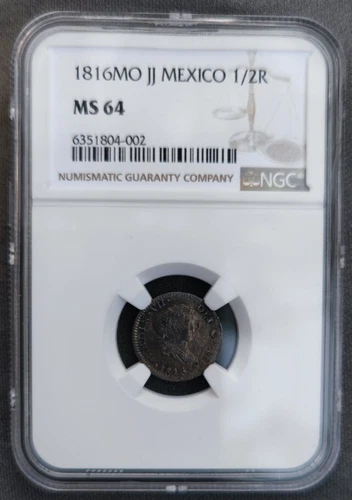 1816MO JJ MEXICO 1/2R
MS 64
6351804-002
NUMISMATIC GUARANTY COMPANY NGC